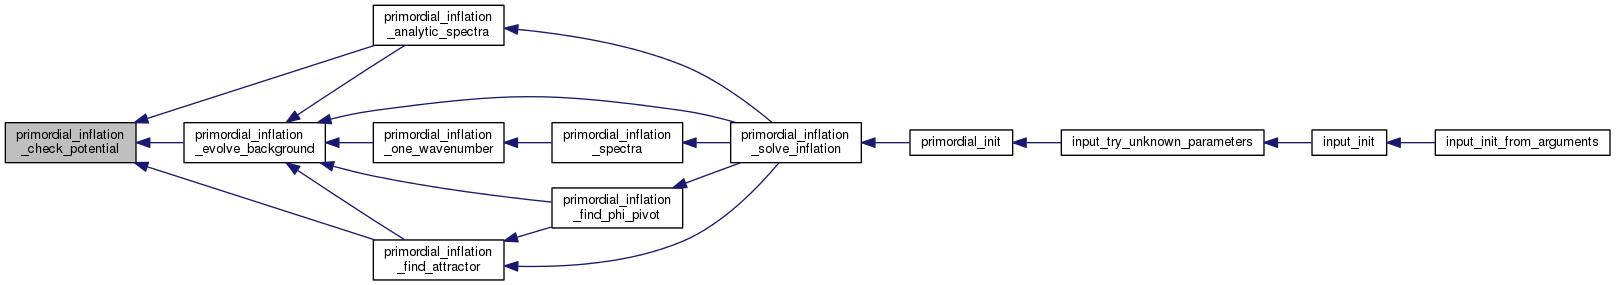 primordial_inflation
_check_potential
primordial_inflation
_analytic_spectra
primordial_inflation
_evolve_background
primordial_inflation
_one_wavenumber
primordial_inflation
_find_attractor
primordial_inflation
_spectra
primordial_inflation
_find_phi_pivot
primordial_inflation
_solve_inflation
primordial_init
input_try_unknown_parameters
input_init
input_init_from_arguments